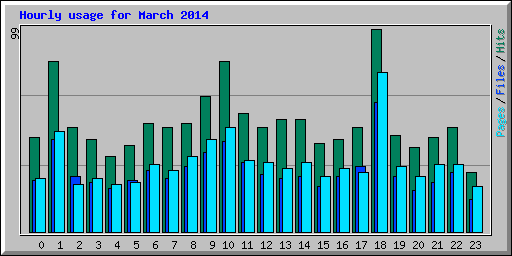 Hourly usage for March 2014
99
Pages/Files/Hits
0 1 2 3 4 5 6 7 8 9 10 11 12 13 14 15 16 17 18 19 20 21 22 23